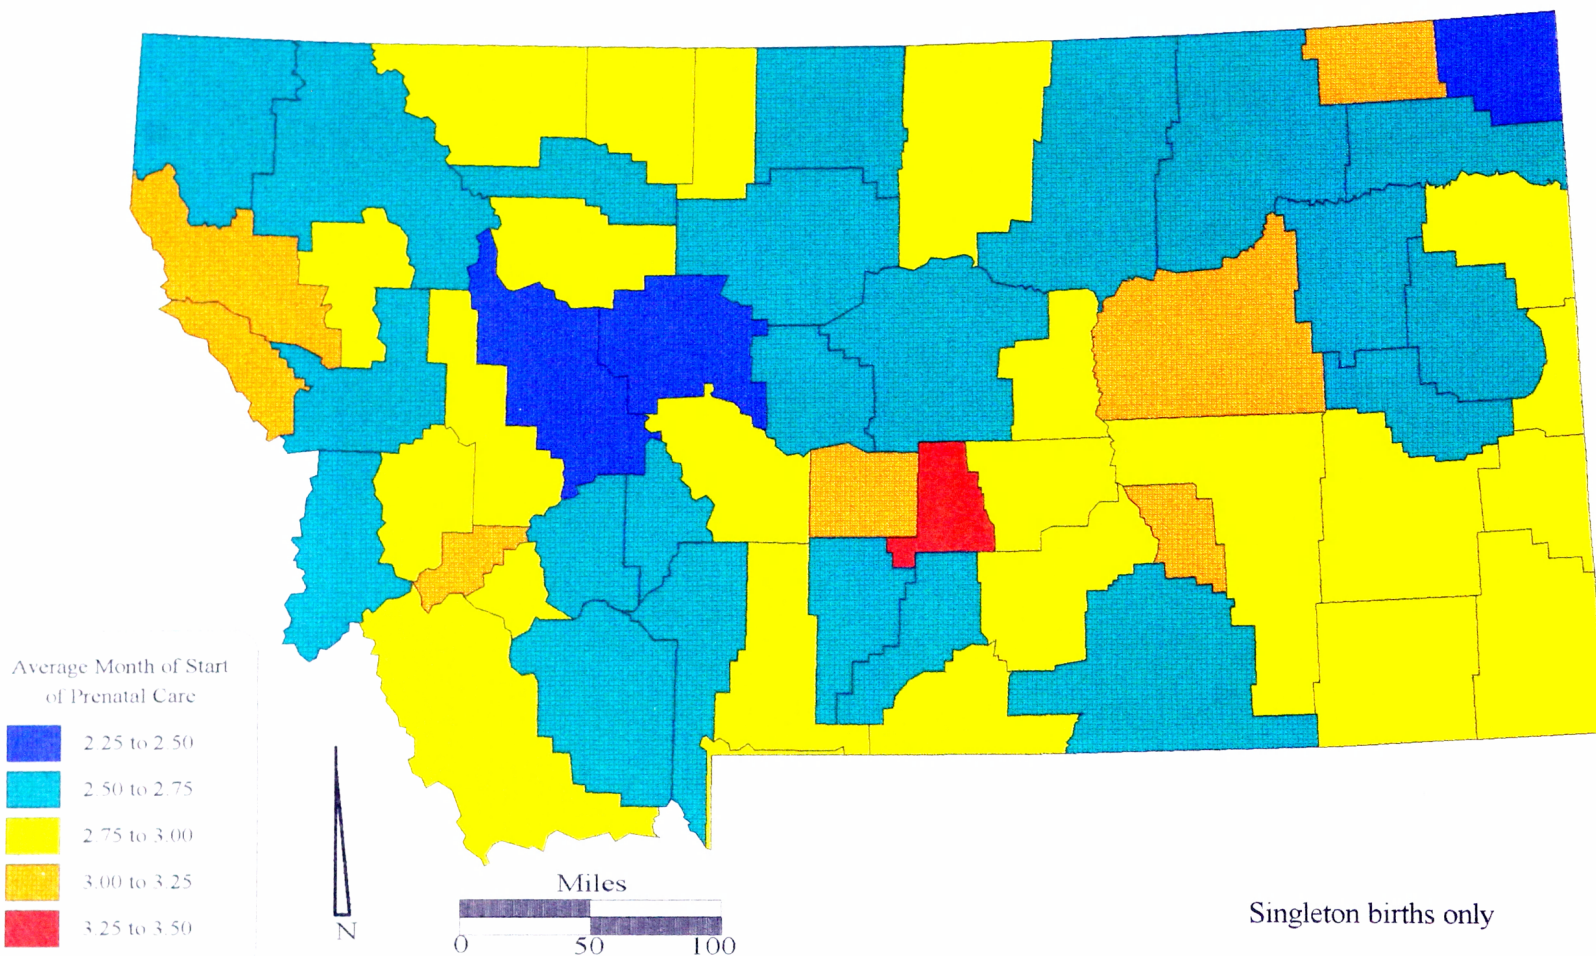 Average Month of Start
of Prenatal Care
2.25 to 2.50
2.50 to 2.75
2.75 to 3.00
3.00 to 3.25
3.25 to 3.50
N
Miles
0 50 100
Singleton births only